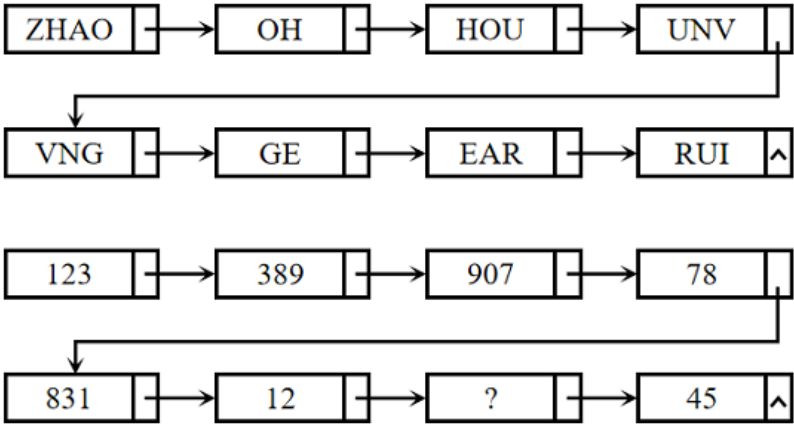 ZHAO OH HOU UNV
VNG GE EAR RUI ^
123 389 907 78
831 12 ? 45 ^